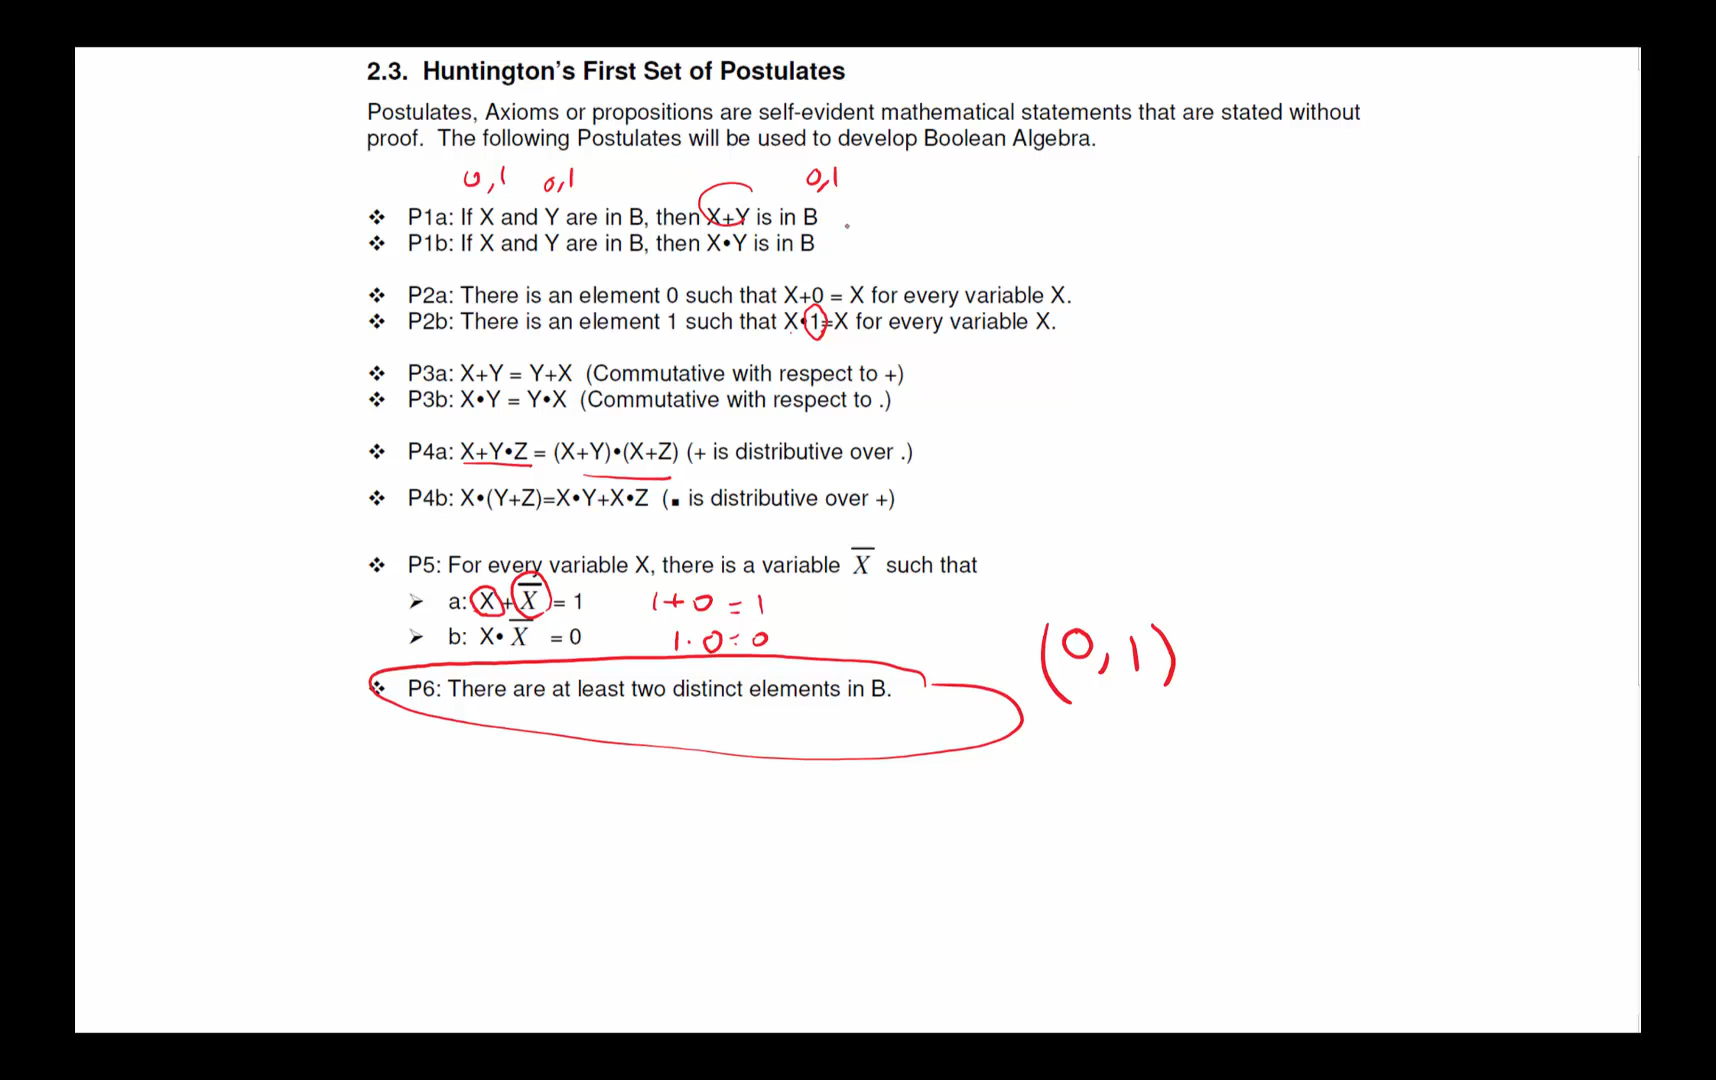 2.3. Huntington's First Set of Postulates
Postulates, Axioms or propositions are self-evident mathematical statements that are stated without
proof. The following Postulates will be used to develop Boolean Algebra.
0,1 0,1 0,1
❖ P1a: If X and Y are in B, then X+Y is in B
❖ P1b: If X and Y are in B, then X•Y is in B
❖ P2a: There is an element 0 such that X+0 = X for every variable X.
❖ P2b: There is an element 1 such that X•1=X for every variable X.
❖ P3a: X+Y = Y+X (Commutative with respect to +)
❖ P3b: X•Y = Y•X (Commutative with respect to .)
❖ P4a: X+Y•Z = (X+Y)•(X+Z) (+ is distributive over .)
❖ P4b: X•(Y+Z)=X•Y+X•Z (▪ is distributive over +)
❖ P5: For every variable X, there is a variable X̅ such that
➢ a: X+X̅ = 1 1+0 = 1
➢ b: X•X̅ = 0 1·0=0
(0,1)
❖ P6: There are at least two distinct elements in B.